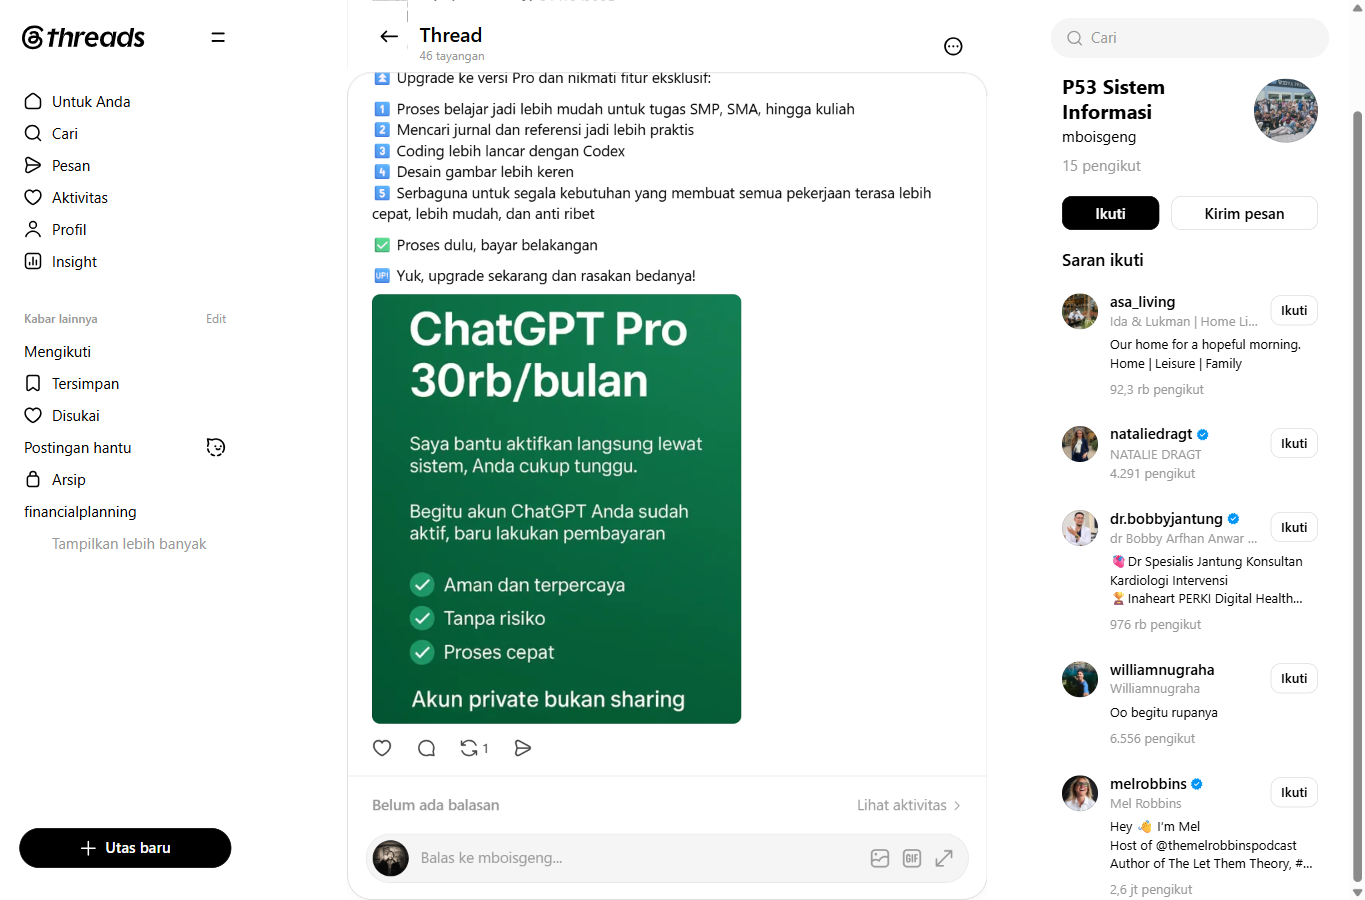 threads
Untuk Anda
Cari
Pesan
Aktivitas
Profil
Insight
Kabar lainnya
Edit
Mengikuti
Tersimpan
Disukai
Postingan hantu
Arsip
financialplanning
Tampilkan lebih banyak
Utas baru
Thread
46 tayangan
Upgrade ke versi Pro dan nikmati fitur eksklusif:
1 Proses belajar jadi lebih mudah untuk tugas SMP, SMA, hingga kuliah
2 Mencari jurnal dan referensi jadi lebih praktis
3 Coding lebih lancar dengan Codex
4 Desain gambar lebih keren
5 Serbaguna untuk segala kebutuhan yang membuat semua pekerjaan terasa lebih
cepat, lebih mudah, dan anti ribet
✅ Proses dulu, bayar belakangan
UP! Yuk, upgrade sekarang dan rasakan bedanya!
ChatGPT Pro
30rb/bulan
Saya bantu aktifkan langsung lewat
sistem, Anda cukup tunggu.
Begitu akun ChatGPT Anda sudah
aktif, baru lakukan pembayaran
Aman dan terpercaya
Tanpa risiko
Proses cepat
Akun private bukan sharing
1
Belum ada balasan
Lihat aktivitas
Balas ke mboisgeng...
GIF
Cari
P53 Sistem
Informasi
mboisgeng
15 pengikut
Ikuti
Kirim pesan
Saran ikuti
asa_living
Ida & Lukman | Home Li...
Ikuti
Our home for a hopeful morning.
Home | Leisure | Family
92,3 rb pengikut
nataliedragt
NATALIE DRAGT
Ikuti
4.291 pengikut
dr.bobbyjantung
dr Bobby Arfhan Anwar ...
Ikuti
🫀Dr Spesialis Jantung Konsultan
Kardiologi Intervensi
🏆Inaheart PERKI Digital Health...
976 rb pengikut
williamnugraha
Williamnugraha
Ikuti
Oo begitu rupanya
6.556 pengikut
melrobbins
Mel Robbins
Ikuti
Hey 👋 I'm Mel
Host of @themelrobbinspodcast
Author of The Let Them Theory, #...
2,6 jt pengikut